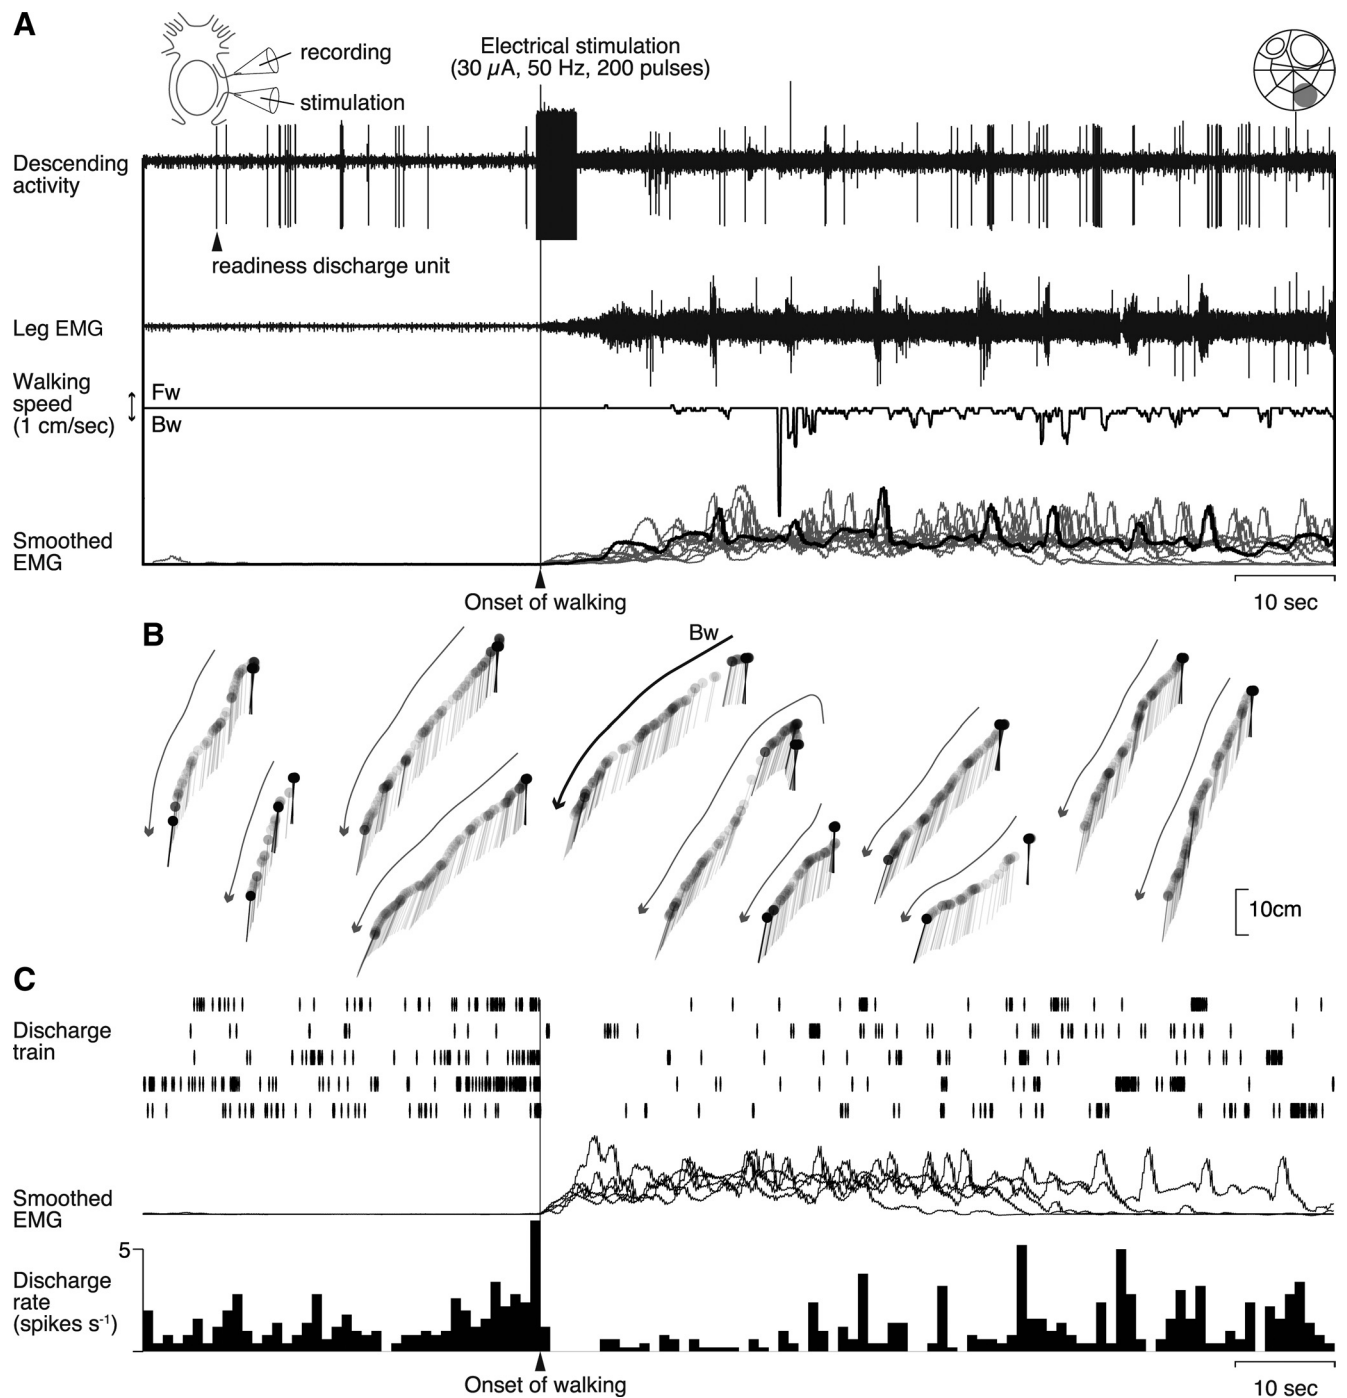 A
recording
stimulation
Electrical stimulation
(30 µA, 50 Hz, 200 pulses)
Descending
activity
readiness discharge unit
Leg EMG
Walking
speed
(1 cm/sec)
Fw
Bw
Smoothed
EMG
Onset of walking
10 sec
B
Bw
10cm
C
Discharge
train
Smoothed
EMG
5
Discharge
rate
(spikes s-1)
Onset of walking
10 sec